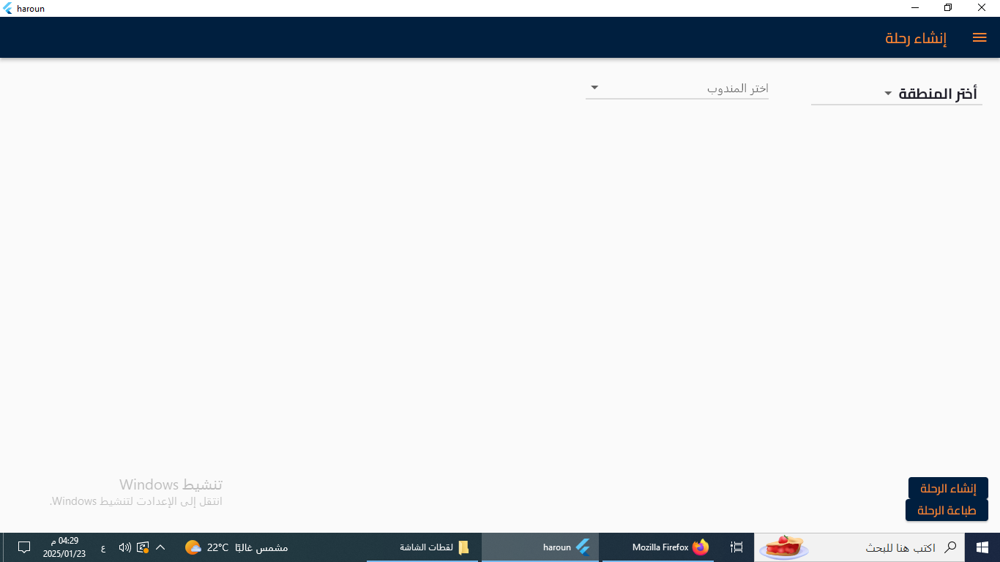 haroun
إنشاء رحلة
أختر المنطقة
اختر المندوب
تنشيط Windows
انتقل إلى الإعدادت لتنشيط Windows.
إنشاء الرحلة
طباعة الرحلة
اكتب هنا للبحث
Mozilla Firefox
haroun
لقطات الشاشة
مشمس غالبًا 22°C
ع
04:29 م
2025/01/23